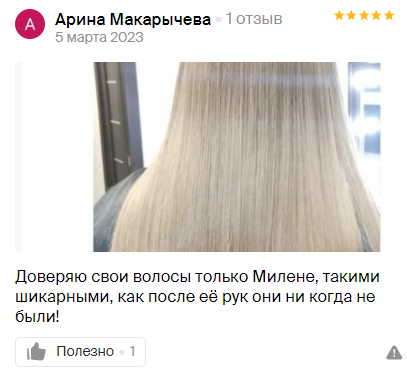 А
Арина Макарычева • 1 отзыв
5 марта 2023
Доверяю свои волосы только Милене, такими
шикарными, как после её рук они ни когда не
были!
Полезно • 1